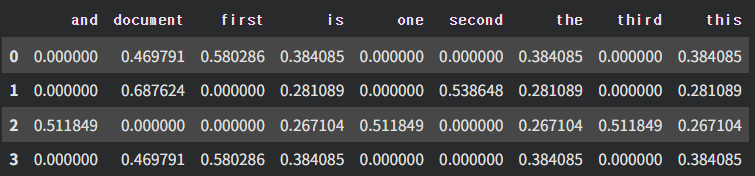 and document first is one second the third this
0 0.000000 0.469791 0.580286 0.384085 0.000000 0.000000 0.384085 0.000000 0.384085
1 0.000000 0.687624 0.000000 0.281089 0.000000 0.538648 0.281089 0.000000 0.281089
2 0.511849 0.000000 0.000000 0.267104 0.511849 0.000000 0.267104 0.511849 0.267104
3 0.000000 0.469791 0.580286 0.384085 0.000000 0.000000 0.384085 0.000000 0.384085